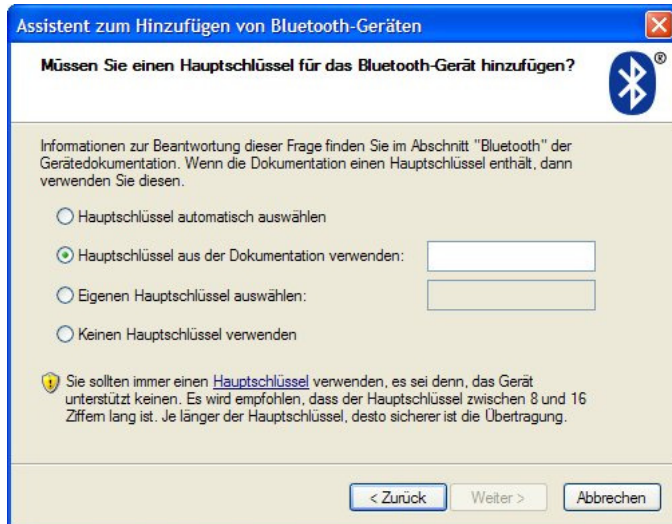 Assistent zum Hinzufügen von Bluetooth-Geräten
Müssen Sie einen Hauptschlüssel für das Bluetooth-Gerät hinzufügen?
®
Informationen zur Beantwortung dieser Frage finden Sie im Abschnitt "Bluetooth" der
Gerätedokumentation. Wenn die Dokumentation einen Hauptschlüssel enthält, dann
verwenden Sie diesen.
Hauptschlüssel automatisch auswählen
Hauptschlüssel aus der Dokumentation verwenden:
Eigenen Hauptschlüssel auswählen:
Keinen Hauptschlüssel verwenden
Sie sollten immer einen Hauptschlüssel verwenden, es sei denn, das Gerät
unterstützt keinen. Es wird empfohlen, dass der Hauptschlüssel zwischen 8 und 16
Ziffern lang ist. Je länger der Hauptschlüssel, desto sicherer ist die Übertragung.
< Zurück Weiter > Abbrechen